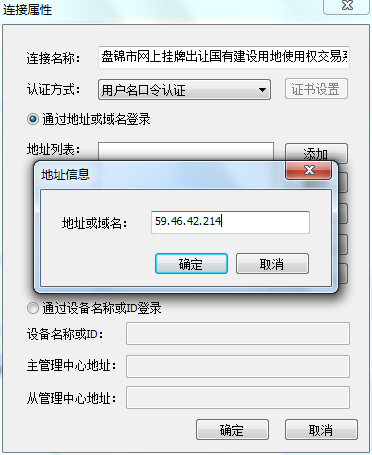 连接属性
连接名称:
盘锦市网上挂牌出让国有建设用地使用权交易系
认证方式:
用户名口令认证
证书设置
通过地址或域名登录
地址列表:
添加
地址信息
地址或域名:
59.46.42.214
确定
取消
通过设备名称或ID登录
设备名称或ID:
主管理中心地址:
从管理中心地址:
确定
取消